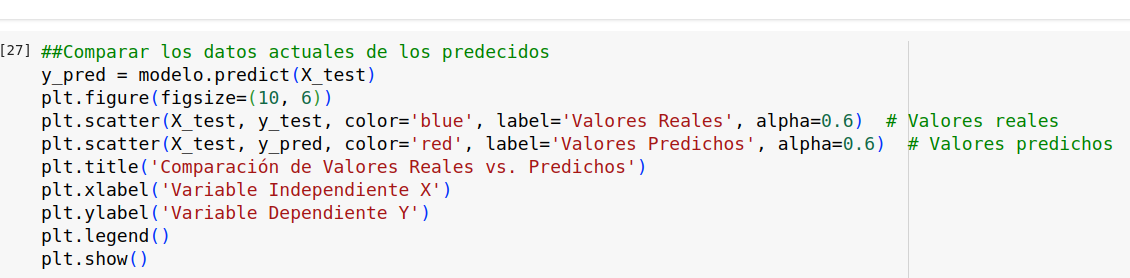 [27] ##Comparar los datos actuales de los predecidos
y_pred = modelo.predict(X_test)
plt.figure(figsize=(10, 6))
plt.scatter(X_test, y_test, color='blue', label='Valores Reales', alpha=0.6)  # Valores reales
plt.scatter(X_test, y_pred, color='red', label='Valores Predichos', alpha=0.6)  # Valores predichos
plt.title('Comparación de Valores Reales vs. Predichos')
plt.xlabel('Variable Independiente X')
plt.ylabel('Variable Dependiente Y')
plt.legend()
plt.show()